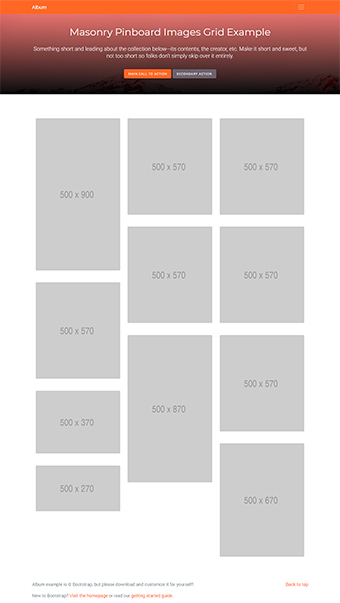 Album
Masonry Pinboard Images Grid Example
Something short and leading about the collection below—its contents, the creator, etc. Make it short and sweet, but
not too short so folks don't simply skip over it entirely.
MAIN CALL TO ACTION SECONDARY ACTION
500 x 900
500 x 570
500 x 370
500 x 270
500 x 570
500 x 570
500 x 870
500 x 570
500 x 570
500 x 570
500 x 670
Album example is © Bootstrap, but please download and customize it for yourself!
Back to top
New to Bootstrap? Visit the homepage or read our getting started guide.